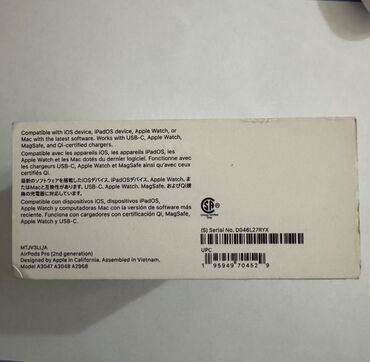 Compatible with iOS device, iPadOS device, Apple Watch, or
Mac with the latest software. Works with USB-C, Apple Watch,
MagSafe, and Qi-certified chargers.
Compatible avec les appareils iOS, les appareils iPadOS, les
Apple Watch et les Mac dotés du dernier logiciel. Fonctionne avec
les chargeurs USB-C, Apple Watch et MagSafe ainsi qu'avec ceux
certifiés Qi.
最新のソフトウェアを搭載したiOSデバイス、iPadOSデバイス、Apple Watch、ま
たはMacと互換性があります。USB-C、Apple Watch、MagSafe、およびQi規
格の充電器に対応しています。
Compatible con dispositivos iOS, dispositivos iPadOS,
Apple Watch y computadoras Mac con la versión de software más
reciente. Funciona con cargadores con certificación Qi, MagSafe,
Apple Watch y USB-C.
MTJV3LL/A
AirPods Pro (2nd generation)
Designed by Apple in California. Assembled in Vietnam.
Model A3047 A3048 A2968
SA
(S) Serial No. D046L27RYX
UPC
1 95949 70452 9